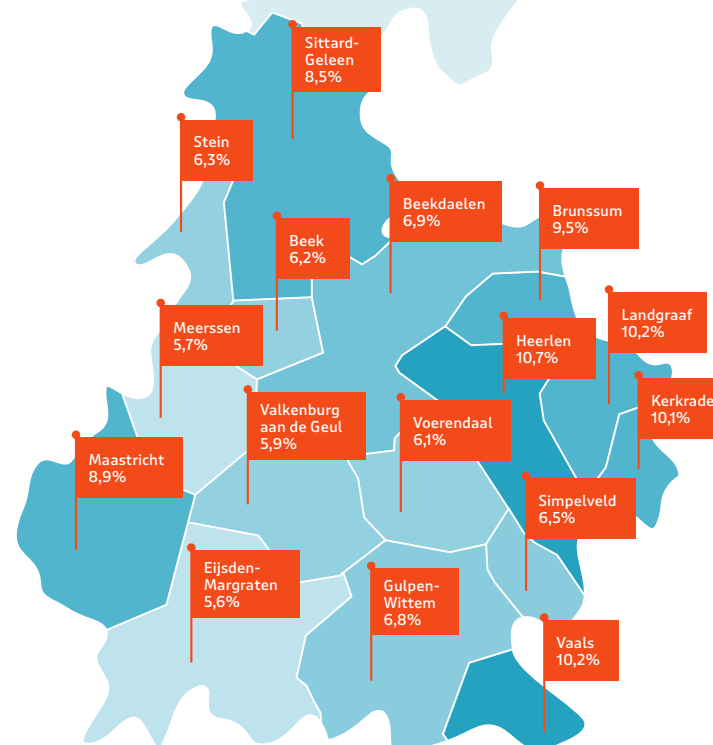 Sittard-
Geleen
8,5%
Stein
6,3%
Beekdaelen
6,9%
Brunssum
9,5%
Beek
6,2%
Landgraaf
10,2%
Meerssen
5,7%
Heerlen
10,7%
Kerkrade
10,1%
Valkenburg
aan de Geul
5,9%
Voerendaal
6,1%
Maastricht
8,9%
Simpelveld
6,5%
Eijsden-
Margraten
5,6%
Gulpen-
Wittem
6,8%
Vaals
10,2%